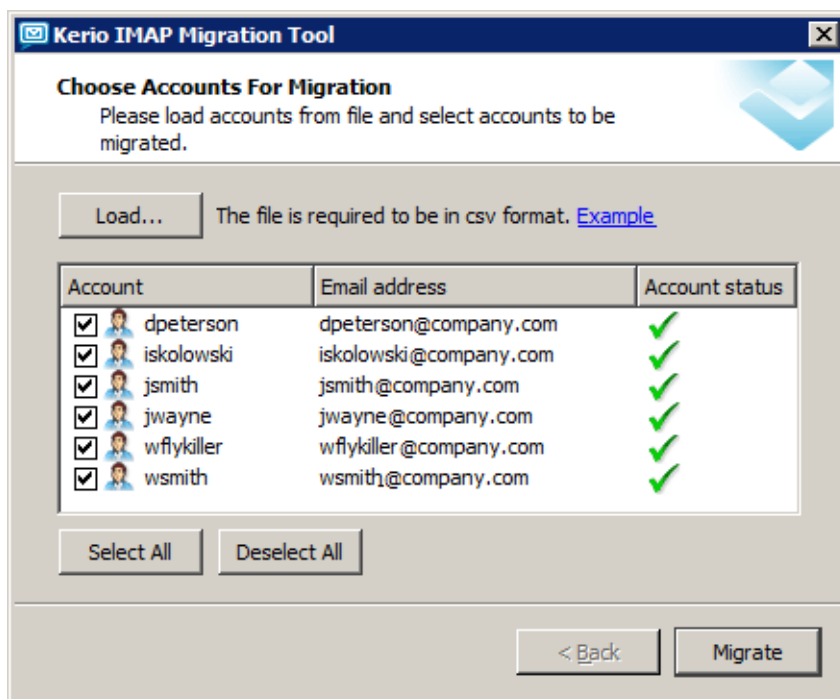 Kerio IMAP Migration Tool
Choose Accounts For Migration
Please load accounts from file and select accounts to be
migrated.
Load... The file is required to be in csv format. Example
Account Email address Account status
dpeterson dpeterson@company.com
iskolowski iskolowski@company.com
jsmith jsmith@company.com
jwayne jwayne@company.com
wflykiller wflykiller@company.com
wsmith wsmith@company.com
Select All Deselect All
< Back Migrate